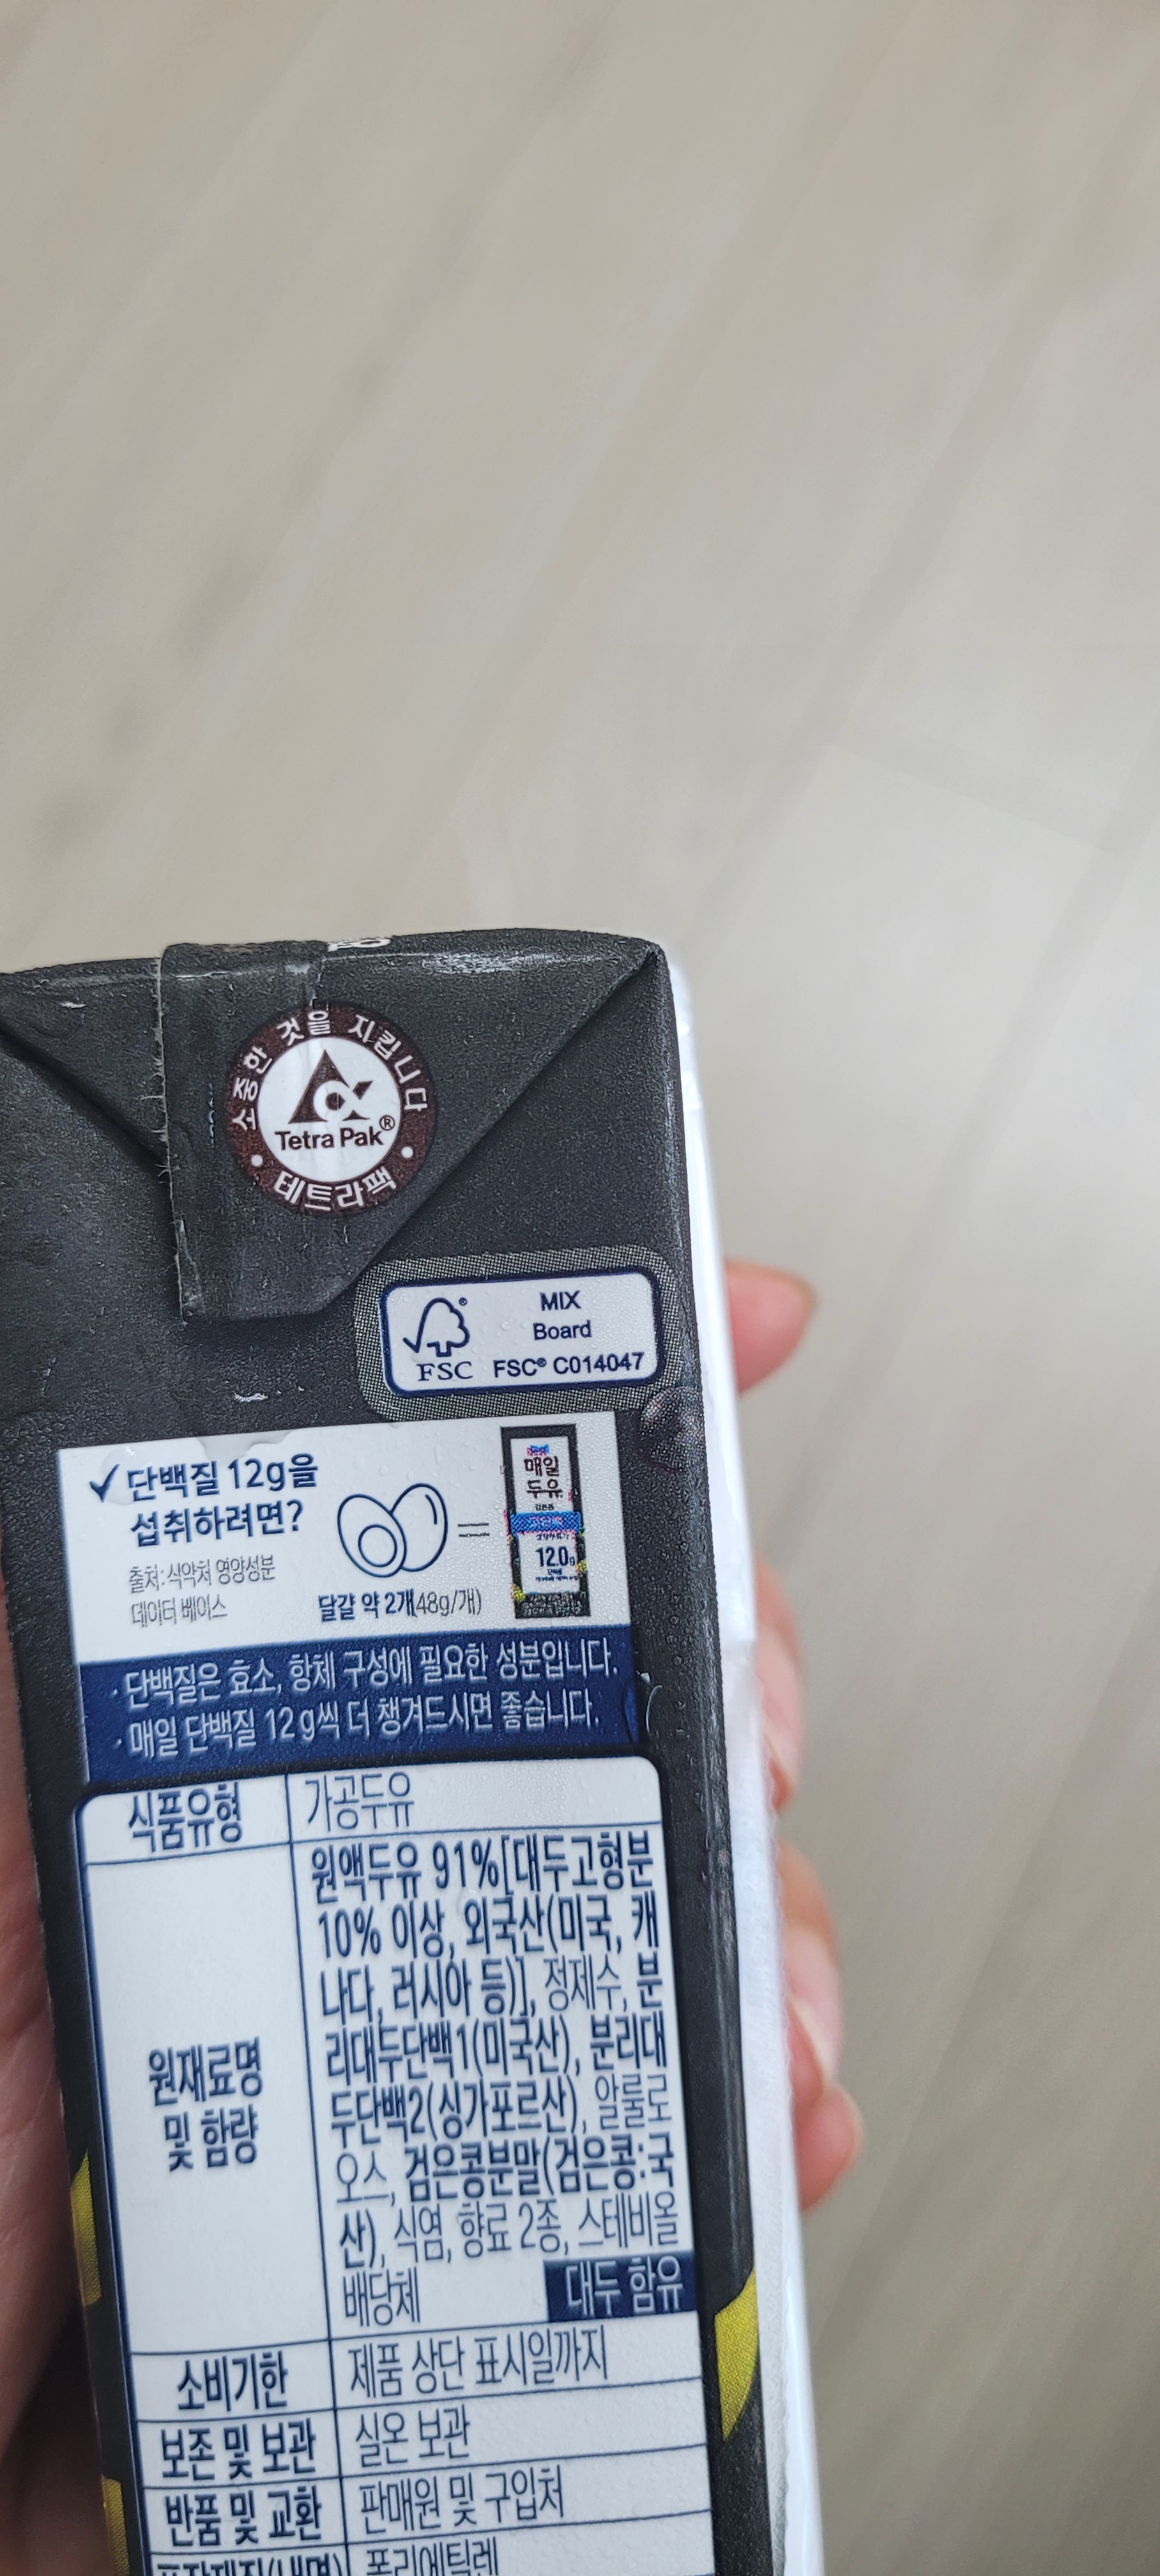 소중한 것을 지킵니다
Tetra Pak®
· 테트라팩 ·
FSC®
MIX
Board
FSC® C014047
✓단백질 12g을
섭취하려면?
출처:식약처 영양성분
데이터 베이스
달걀 약 2개(48g/개)
=
매일
두유
검은콩
12.0g
· 단백질은 효소, 항체 구성에 필요한 성분입니다.
· 매일 단백질 12g씩 더 챙겨드시면 좋습니다.
식품유형 가공두유
원재료명
및 함량
원액두유 91%[대두고형분
10% 이상, 외국산(미국, 캐
나다, 러시아 등)], 정제수, 분
리대두단백1(미국산), 분리대
두단백2(싱가포르산), 알룰로
오스, 검은콩분말(검은콩:국
산), 식염, 향료 2종, 스테비올
배당체 대두 함유
소비기한 제품 상단 표시일까지
보존 및 보관 실온 보관
반품 및 교환 판매원 및 구입처
포장재질(내면) 폴리에틸렌